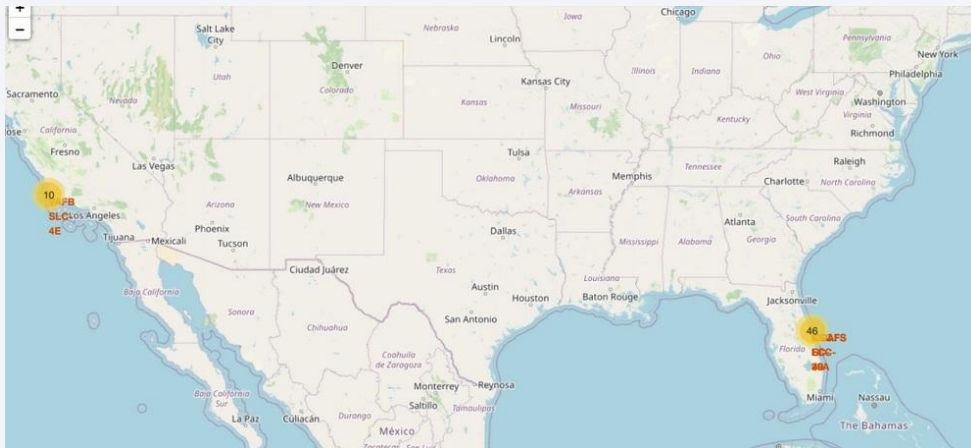 +
−
Chicago
Iowa
Nebraska
Pennsylvania
New York
Salt Lake
City
Lincoln
Illinois
Indiana
Ohio
Philadelphia
Denver
Utah
Colorado
Kansas City
West Virginia
Washington
Sacramento
Nevada
Kansas
Missouri
Virginia
Kentucky
Richmond
California
Fresno
Las Vegas
Tulsa
Raleigh
Albuquerque
Oklahoma
Memphis
Tennessee
Charlotte
North Carolina
10
Arizona
New Mexico
Arkansas
SLC-
Los Angeles
4E
Phoenix
Tucson
Dallas
Mississippi
Alabama
Atlanta
Georgia
South Carolina
Tijuana
Mexicali
Ciudad Juárez
Texas
Louisiana
Austin
Houston
Baton Rouge
Jacksonville
Baja California
Sonora
San Antonio
Chihuahua
46
Florida
Coahuila
de Zaragoza
Monterrey
Reynosa
Saltillo
Tamaulipas
Miami
Nassau
Baja California
Sur
La Paz
Culiacán
Durango
México
The Bahamas